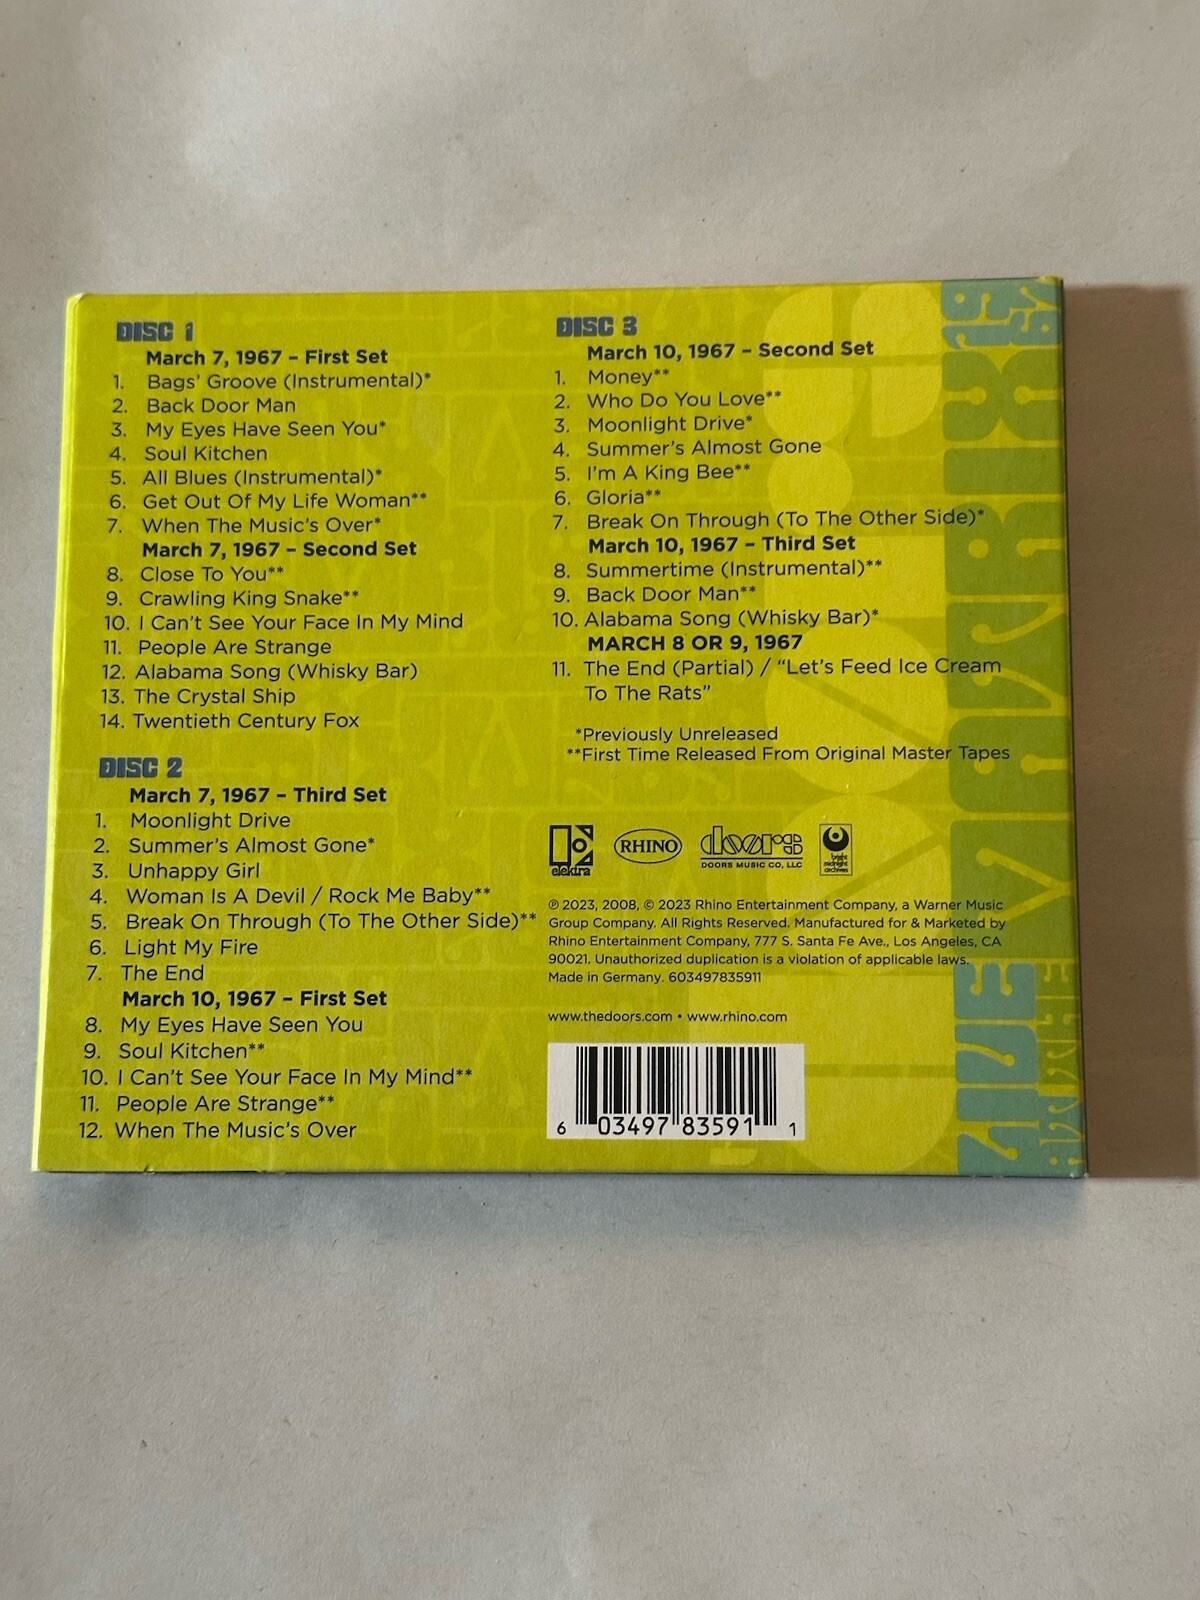 DISC 1
March 7, 1967 – First Set
1. Bags' Groove (Instrumental)*
2. Back Door Man
3. My Eyes Have Seen You*
4. Soul Kitchen
5. All Blues (Instrumental)*
6. Get Out Of My Life Woman**
7. When The Music's Over*
March 7, 1967 – Second Set
8. Close To You**
9. Crawling King Snake**
10. I Can't See Your Face In My Mind
11. People Are Strange
12. Alabama Song (Whisky Bar)
13. The Crystal Ship
14. Twentieth Century Fox
DISC 2
March 7, 1967 – Third Set
1. Moonlight Drive
2. Summer's Almost Gone*
3. Unhappy Girl
4. Woman Is A Devil / Rock Me Baby**
5. Break On Through (To The Other Side)**
6. Light My Fire
7. The End
March 10, 1967 – First Set
8. My Eyes Have Seen You
9. Soul Kitchen**
10. I Can't See Your Face In My Mind**
11. People Are Strange**
12. When The Music's Over
DISC 3
March 10, 1967 – Second Set
1. Money**
2. Who Do You Love**
3. Moonlight Drive*
4. Summer's Almost Gone
5. I'm A King Bee**
6. Gloria**
7. Break On Through (To The Other Side)*
March 10, 1967 – Third Set
8. Summertime (Instrumental)**
9. Back Door Man**
10. Alabama Song (Whisky Bar)*
MARCH 8 OR 9, 1967
11. The End (Partial) / “Let's Feed Ice Cream
To The Rats”
*Previously Unreleased
**First Time Released From Original Master Tapes
elektra
RHINO
doors
DOORS MUSIC CO, LLC
bright
midnight
archives
℗ 2023, 2008, © 2023 Rhino Entertainment Company, a Warner Music
Group Company. All Rights Reserved. Manufactured for & Marketed by
Rhino Entertainment Company, 777 S. Santa Fe Ave., Los Angeles, CA
90021. Unauthorized duplication is a violation of applicable laws.
Made in Germany. 603497835911
www.thedoors.com • www.rhino.com
6 03497 83591 1
LIVE
MATRIX
1967